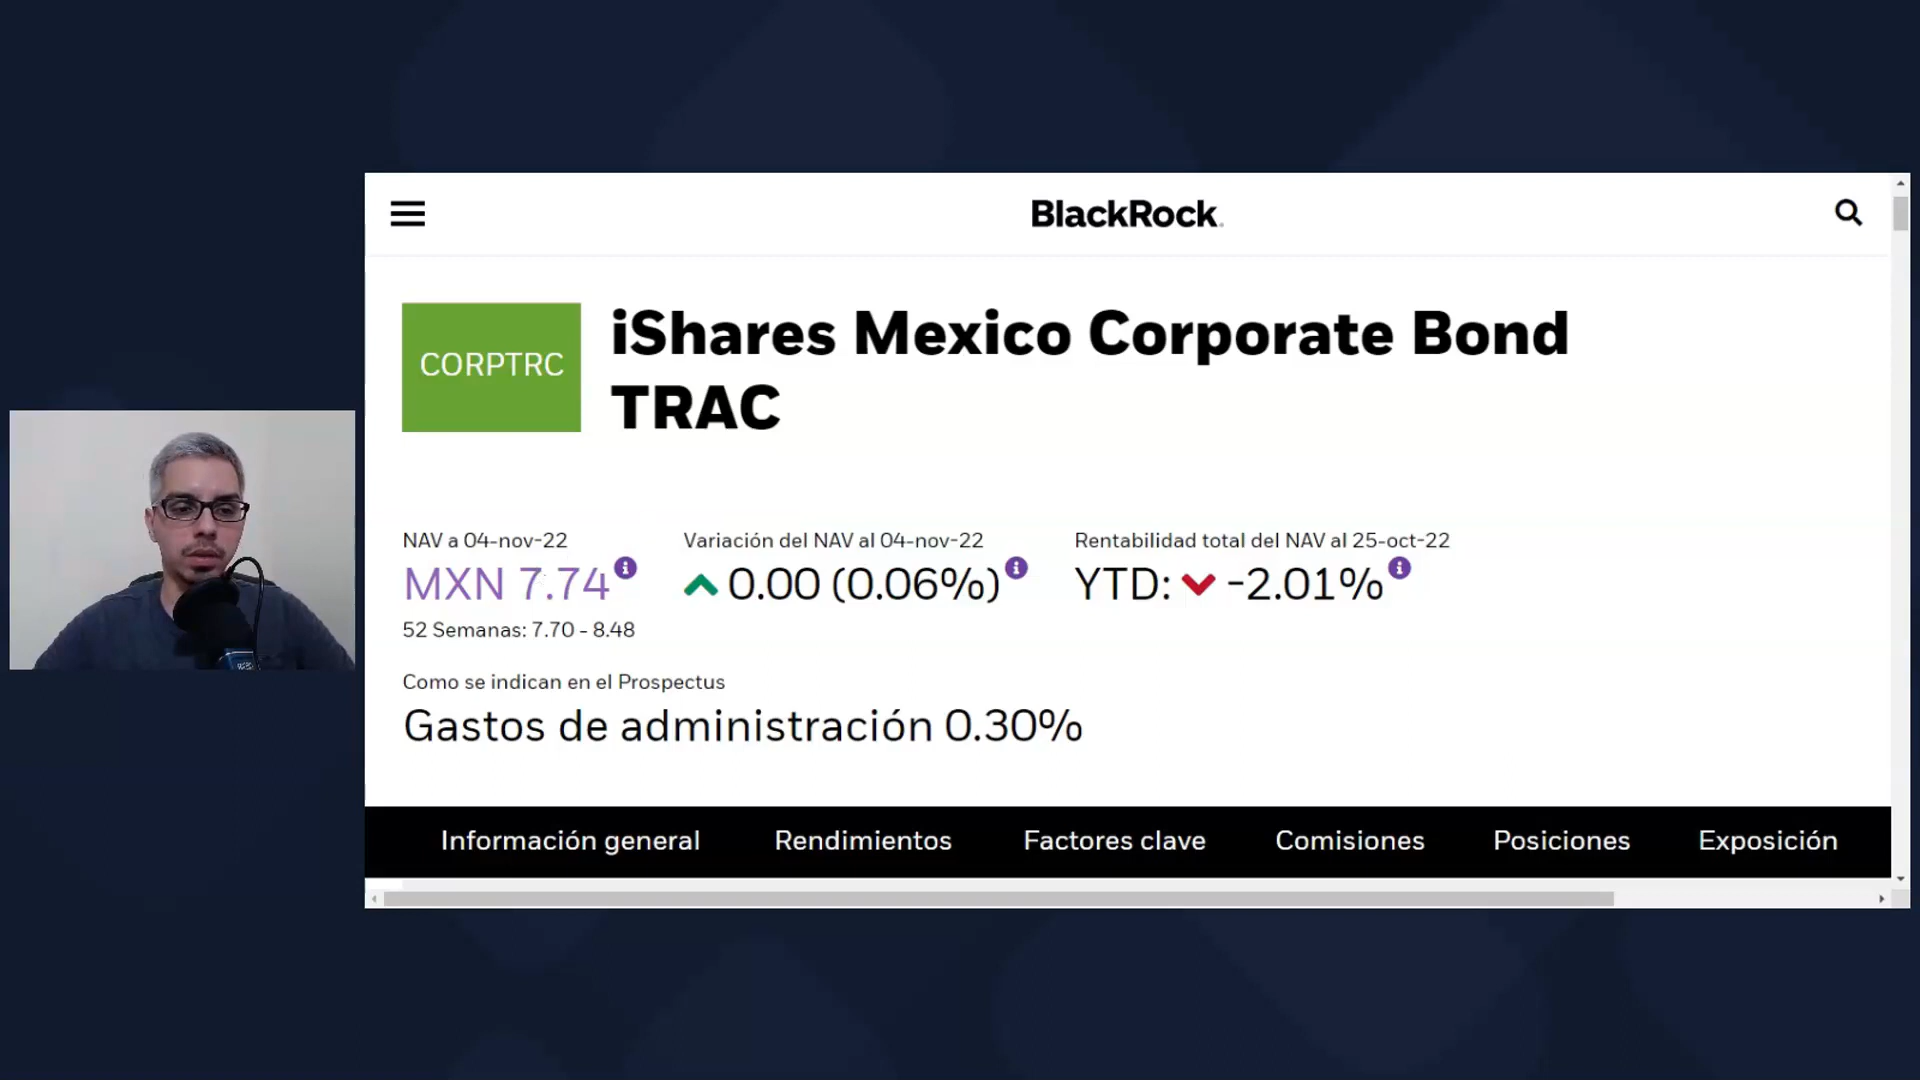 BlackRock.
CORPTRC
iShares Mexico Corporate Bond
TRAC
NAV a 04-nov-22
MXN 7.74
52 Semanas: 7.70 - 8.48
Variación del NAV al 04-nov-22
0.00 (0.06%)
Rentabilidad total del NAV al 25-oct-22
YTD: -2.01%
Como se indican en el Prospectus
Gastos de administración 0.30%
Información general Rendimientos Factores clave Comisiones Posiciones Exposición